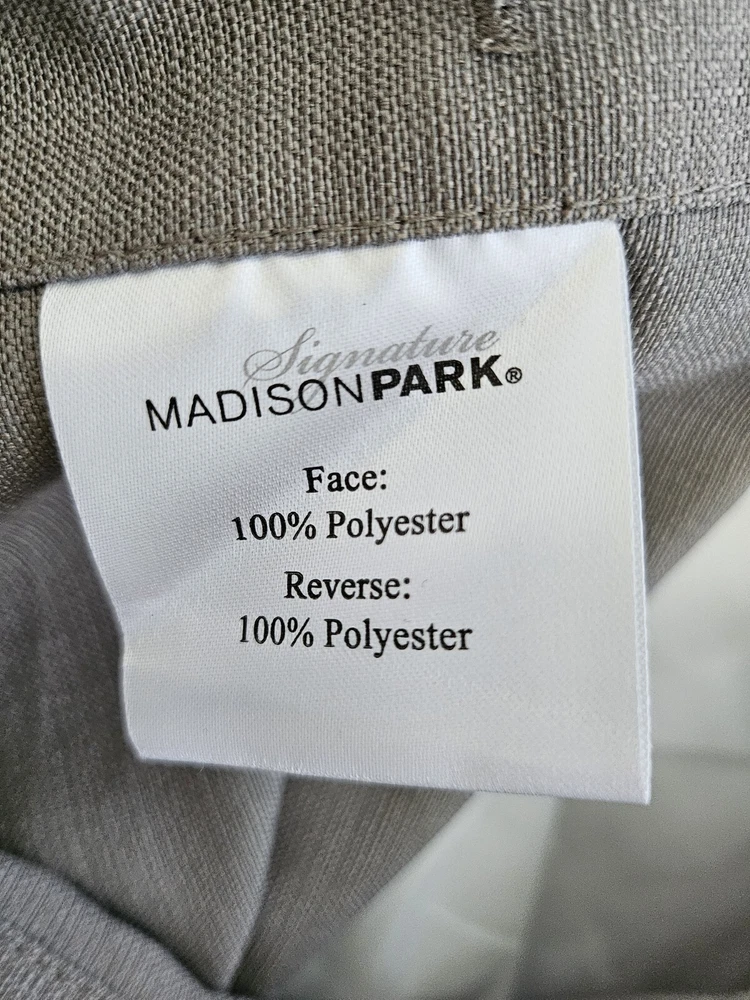 Signature
MADISONPARK®
Face:
100% Polyester
Reverse:
100% Polyester